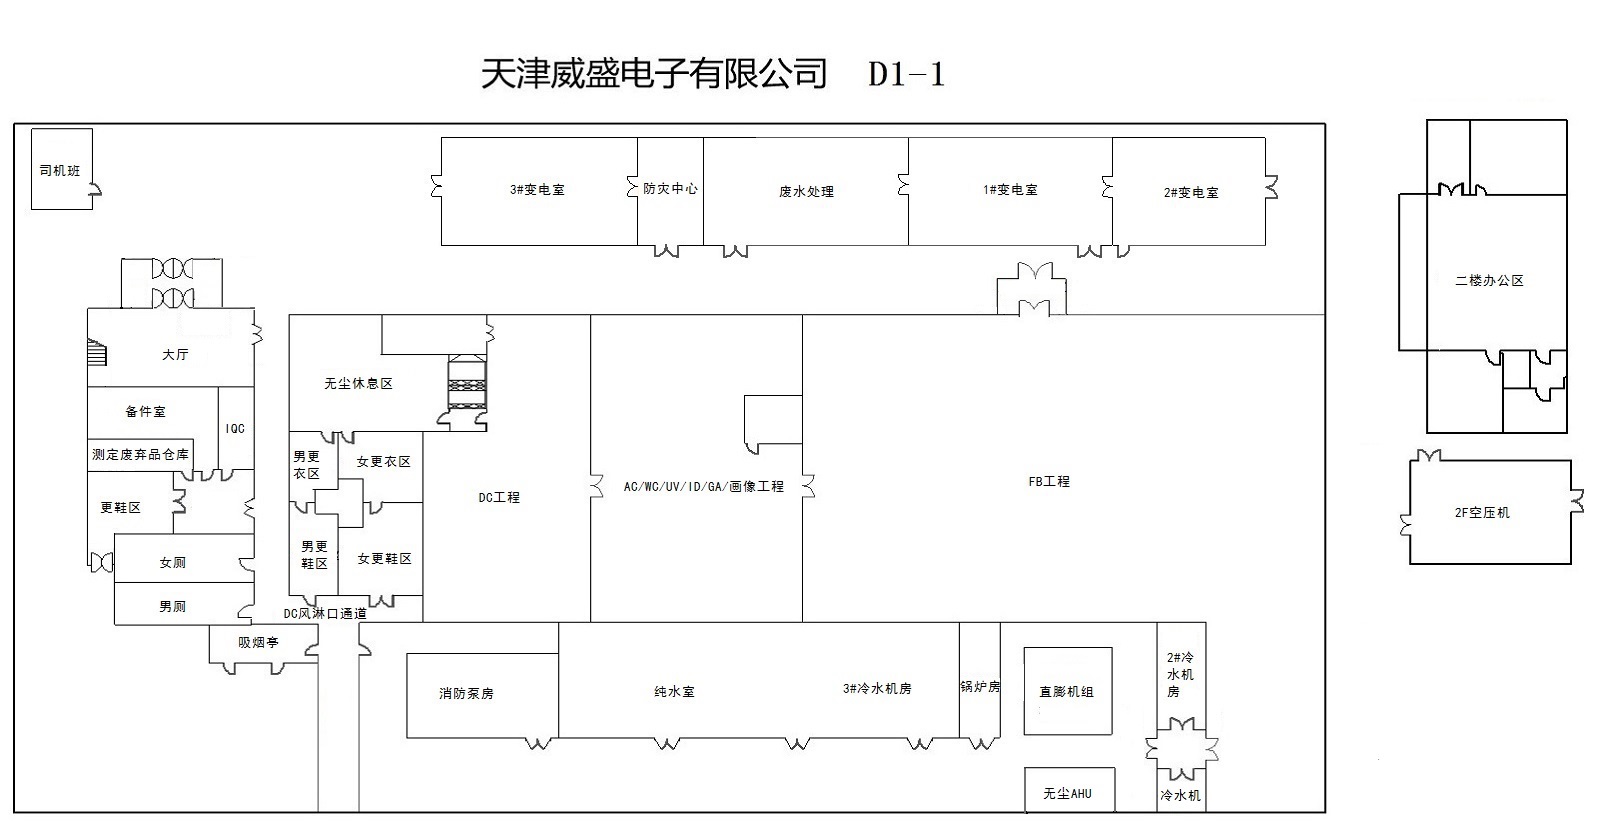 天津威盛电子有限公司 D1-1
司机班
3#变电室
防灾中心
废水处理
1#变电室
2#变电室
大厅
备件室
IQC
测定废弃品仓库
更鞋区
女厕
男厕
吸烟亭
无尘休息区
男更
衣区
女更衣区
男更
鞋区
女更鞋区
DC风淋口通道
DC工程
AC/WC/UV/ID/GA/画像工程
FB工程
消防泵房
纯水室
3#冷水机房
锅炉房
直膨机组
2#冷
水机
房
无尘AHU
冷水机
二楼办公区
2F空压机